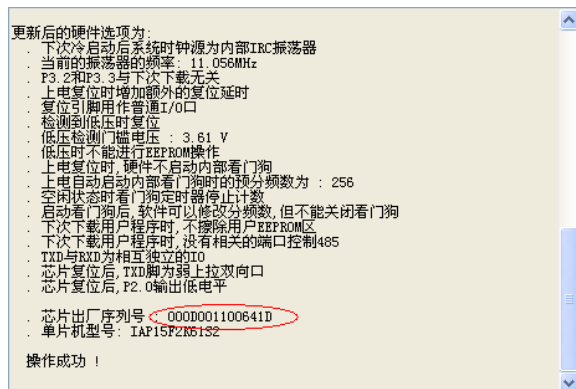 更新后的硬件选项为:
. 下次冷启动后系统时钟源为内部IRC振荡器
. 当前的振荡器的频率: 11.056MHz
. P3.2和P3.3与下次下载无关
. 上电复位时增加额外的复位延时
. 复位引脚用作普通I/O口
. 检测到低压时复位
. 低压检测门槛电压 : 3.61 V
. 低压时不能进行EEPROM操作
. 上电复位时,硬件不启动内部看门狗
. 上电自动启动内部看门狗时的预分频数为 : 256
. 空闲状态时看门狗定时器停止计数
. 启动看门狗后,软件可以修改分频数,但不能关闭看门狗
. 下次下载用户程序时,不擦除用户EEPROM区
. 下次下载用户程序时,没有相关的端口控制485
. TXD与RXD为相互独立的IO
. 芯片复位后,TXD脚为弱上拉双向口
. 芯片复位后,P2.0输出低电平
. 芯片出厂序列号 : 000D001100641D
. 单片机型号: IAP15F2K61S2
操作成功 !